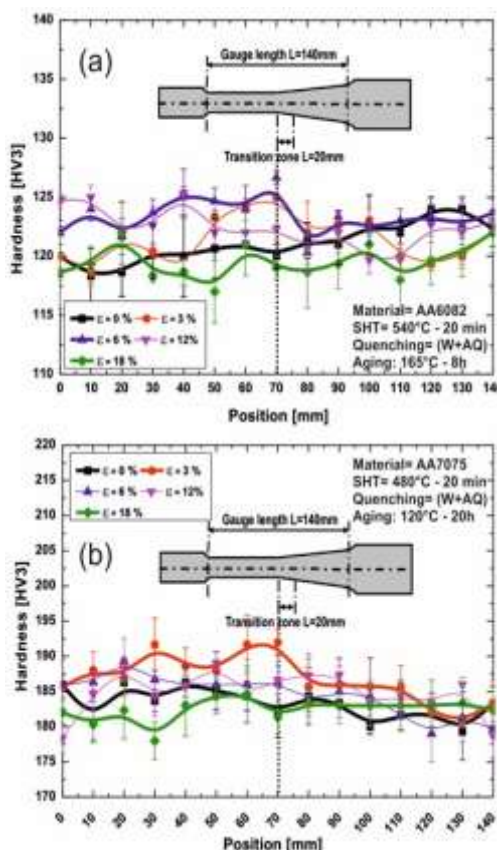 140
(a)
Gauge length L=140mm
135
130
Transition zone L=20mm
125
120
115
110
Hardness [HV3]
ε = 0 %
ε = 3 %
ε = 6 %
ε = 12%
ε = 18 %
Material= AA6082
SHT= 540°C - 20 min
Quenching= (W+AQ)
Aging: 165°C - 8h
0 10 20 30 40 50 60 70 80 90 100 110 120 130 140
Position [mm]
220
215
210
205
200
195
190
185
180
175
170
Hardness [HV3]
ε = 0 %
ε = 3 %
ε = 6 %
ε = 12%
ε = 18 %
Material= AA7075
SHT= 480°C - 20 min
Quenching= (W+AQ)
Aging: 120°C - 20h
(b)
Gauge length L=140mm
Transition zone L=20mm
0 10 20 30 40 50 60 70 80 90 100 110 120 130 140
Position [mm]